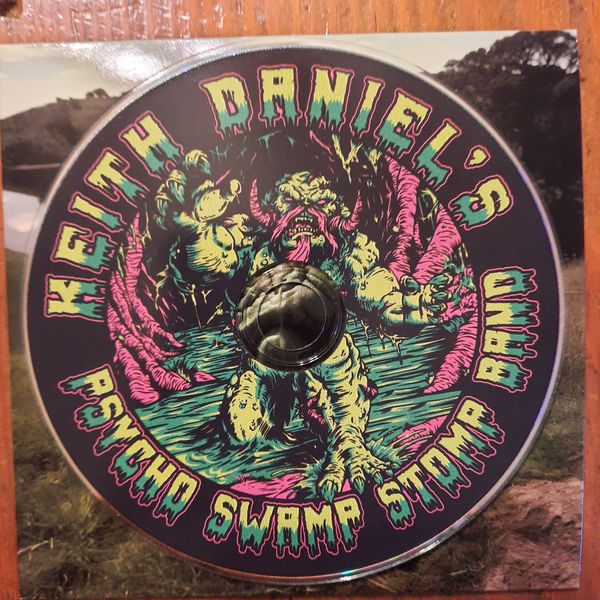 KEITH DANIEL'S
PSYCHO SWAMP STOMP BAND